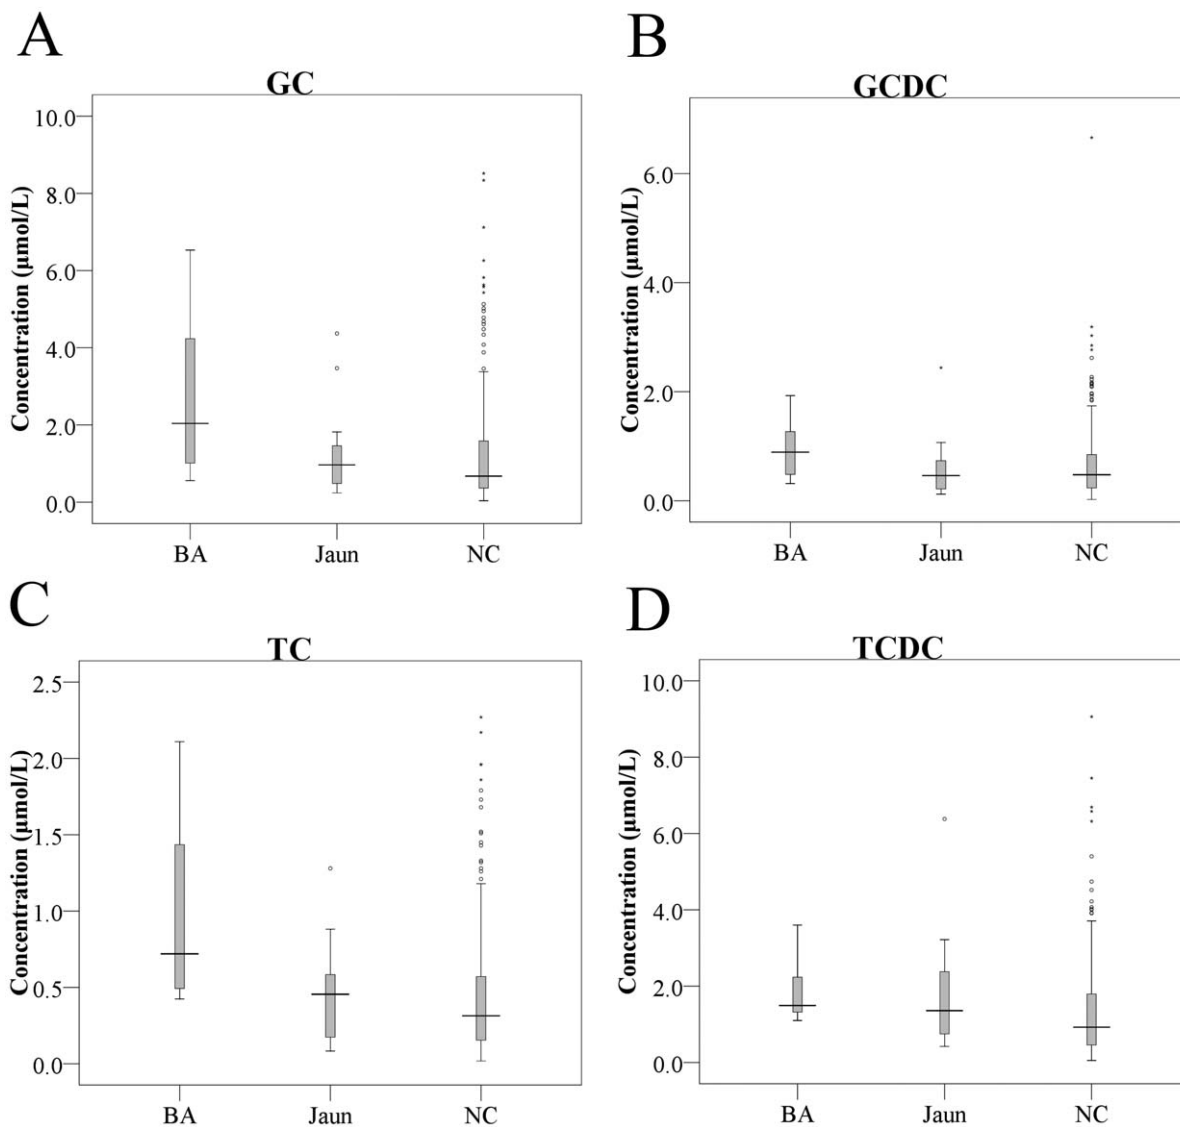 A
GC
Concentration (µmol/L)
10.0
8.0
6.0
4.0
2.0
0.0
BA Jaun NC
B
GCDC
Concentration (µmol/L)
6.0
4.0
2.0
0.0
BA Jaun NC
C
TC
Concentration (µmol/L)
2.5
2.0
1.5
1.0
0.5
0.0
BA Jaun NC
D
TCDC
Concentration (µmol/L)
10.0
8.0
6.0
4.0
2.0
0.0
BA Jaun NC